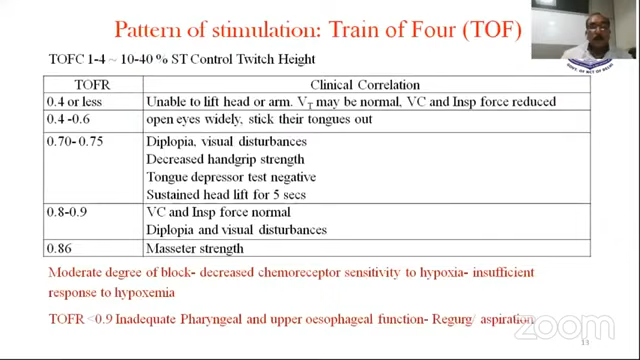 Pattern of stimulation: Train of Four (TOF)
TOFC 1-4 ~ 10-40 % ST Control Twitch Height
TOFR Clinical Correlation
0.4 or less Unable to lift head or arm. VT may be normal, VC and Insp force reduced
0.4 -0.6 open eyes widely, stick their tongues out
0.70 -0.75 Diplopia, visual disturbances
Decreased handgrip strength
Tongue depressor test negative
Sustained head lift for 5 secs
0.8-0.9 VC and Insp force normal
Diplopia and visual disturbances
0.86 Masseter strength
Moderate degree of block- decreased chemoreceptor sensitivity to hypoxia- insufficient
response to hypoxemia
TOFR <0.9 Inadequate Pharyngeal and upper oesophageal function- Regurg/ aspiration
zoom
13
GOVT. OF NCT OF DELHI